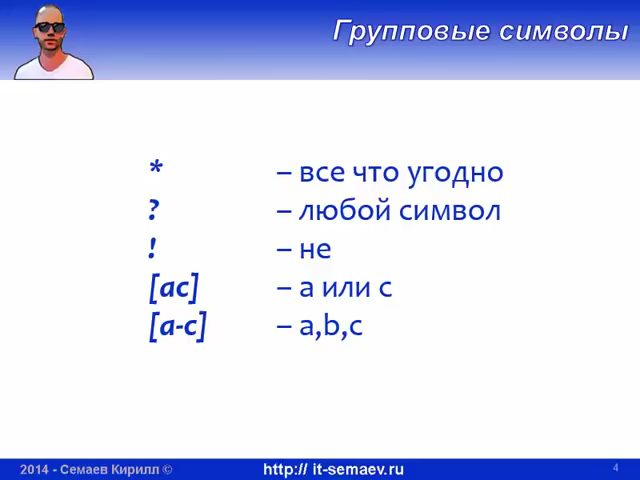 Групповые символы
* – все что угодно
? – любой символ
! – не
[ac] – a или c
[a-c] – a,b,c
2014 - Семаев Кирилл © http:// it-semaev.ru 4